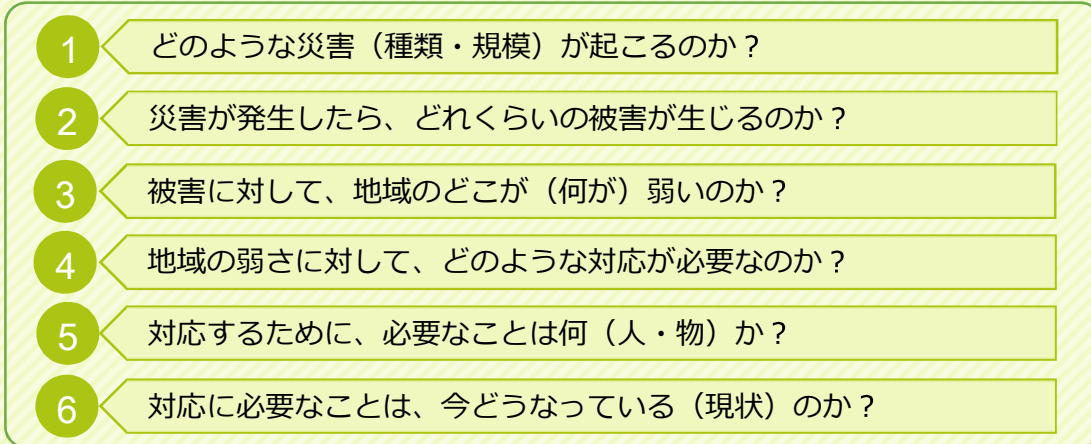 1 どのような災害（種類・規模）が起こるのか？
2 災害が発生したら、どれくらいの被害が生じるのか？
3 被害に対して、地域のどこが（何が）弱いのか？
4 地域の弱さに対して、どのような対応が必要なのか？
5 対応するために、必要なことは何（人・物）か？
6 対応に必要なことは、今どうなっている（現状）のか？